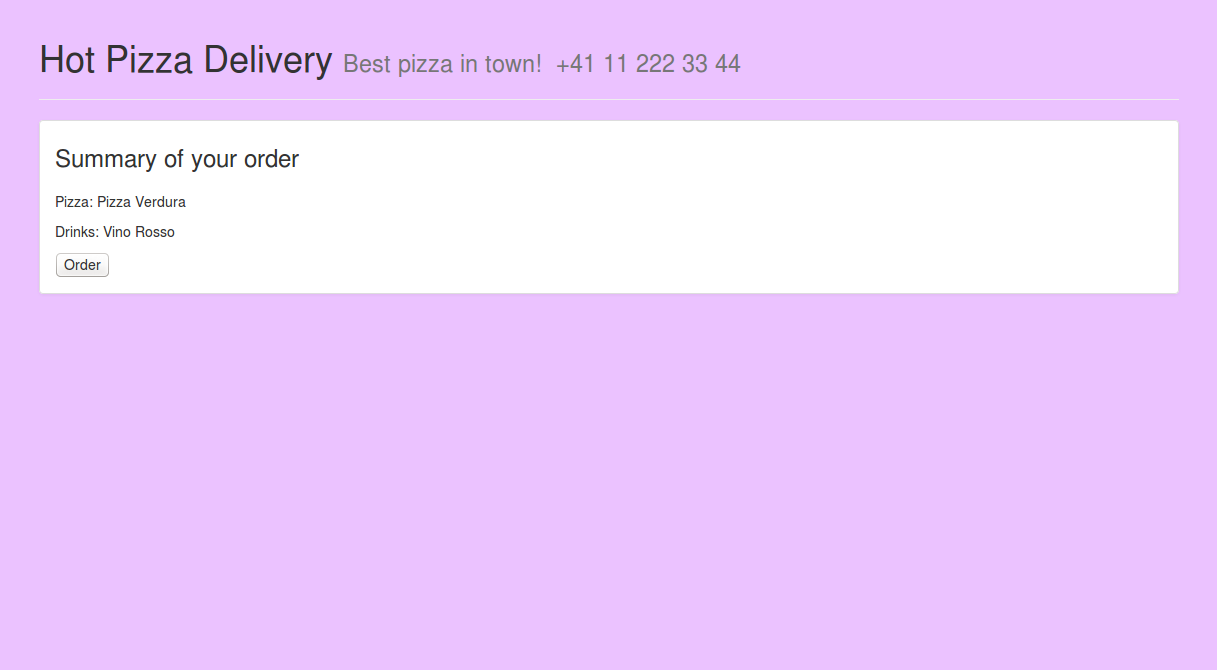 Hot Pizza Delivery Best pizza in town! +41 11 222 33 44
Summary of your order
Pizza: Pizza Verdura
Drinks: Vino Rosso
Order